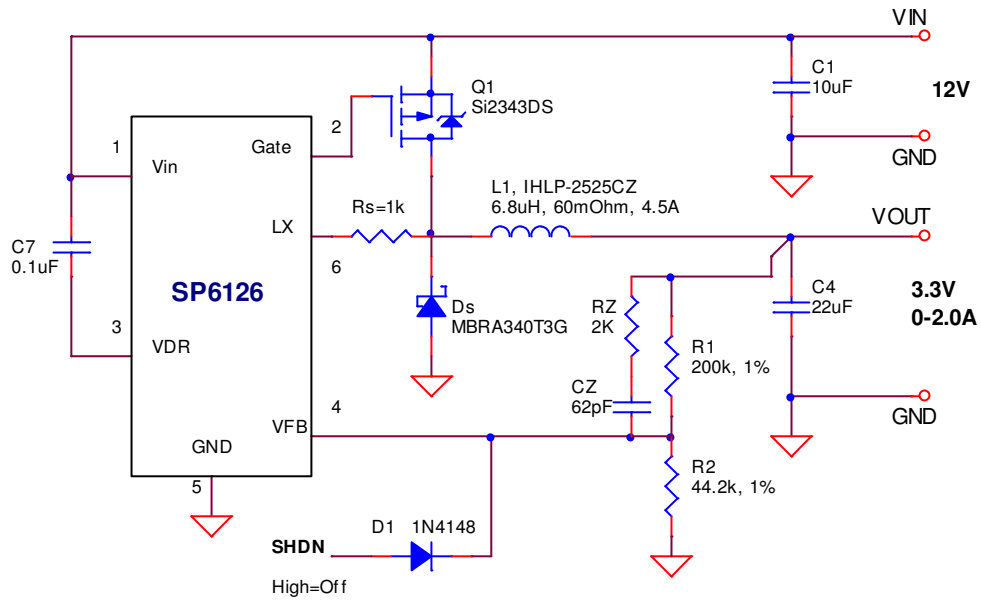 VIN
Q1
Si2343DS
C1
10uF
12V
2
1
Gate
Vin
GND
L1, IHLP-2525CZ
6.8uH, 60mOhm, 4.5A
Rs=1k
VOUT
LX
C7
0.1uF
6
SP6126
C4
22uF
3.3V
0-2.0A
Ds
MBRA340T3G
RZ
2K
3
VDR
R1
200k, 1%
CZ
62pF
4
VFB
GND
GND
R2
44.2k, 1%
5
D1 1N4148
SHDN
High=Off